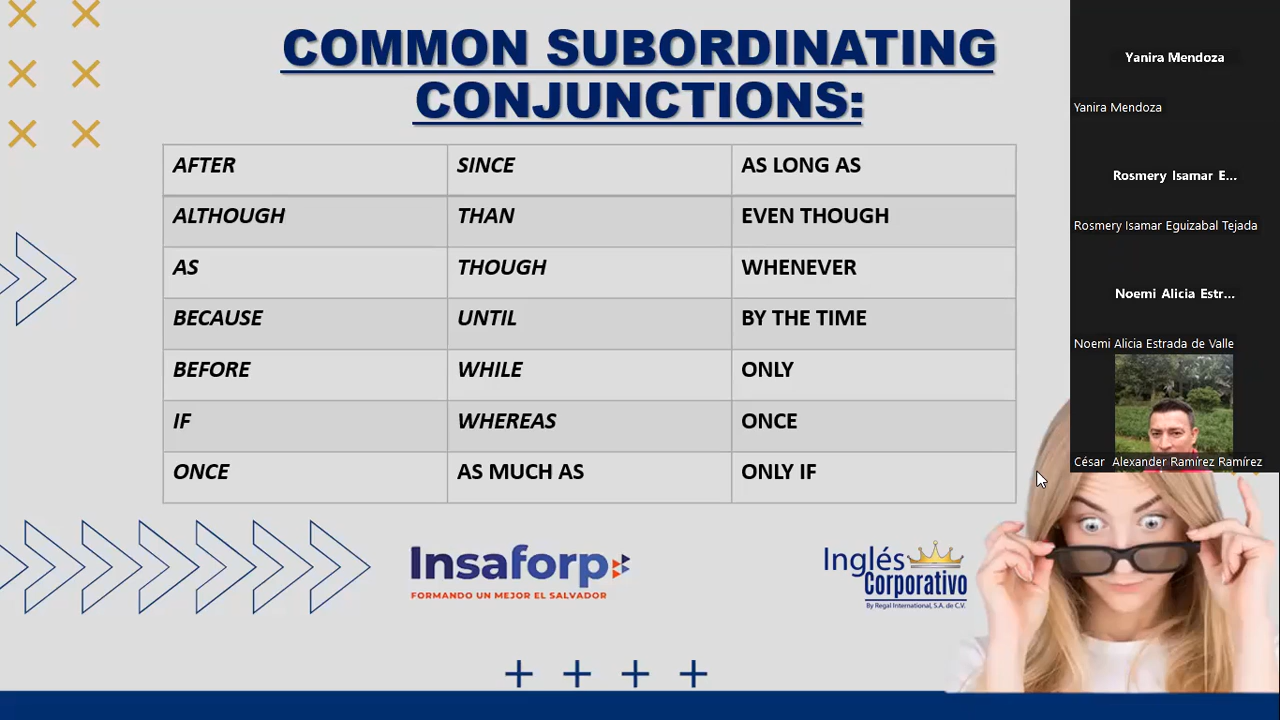 COMMON SUBORDINATING
CONJUNCTIONS:
AFTER SINCE AS LONG AS
ALTHOUGH THAN EVEN THOUGH
AS THOUGH WHENEVER
BECAUSE UNTIL BY THE TIME
BEFORE WHILE ONLY
IF WHEREAS ONCE
ONCE AS MUCH AS ONLY IF
Insaforp
FORMANDO UN MEJOR EL SALVADOR
Inglés
Corporativo
By Regal International, S.A. de C.V.
Yanira Mendoza
Yanira Mendoza
Rosmery Isamar E...
Rosmery Isamar Eguizabal Tejada
Noemi Alicia Estr...
Noemi Alicia Estrada de Valle
César Alexander Ramírez Ramírez